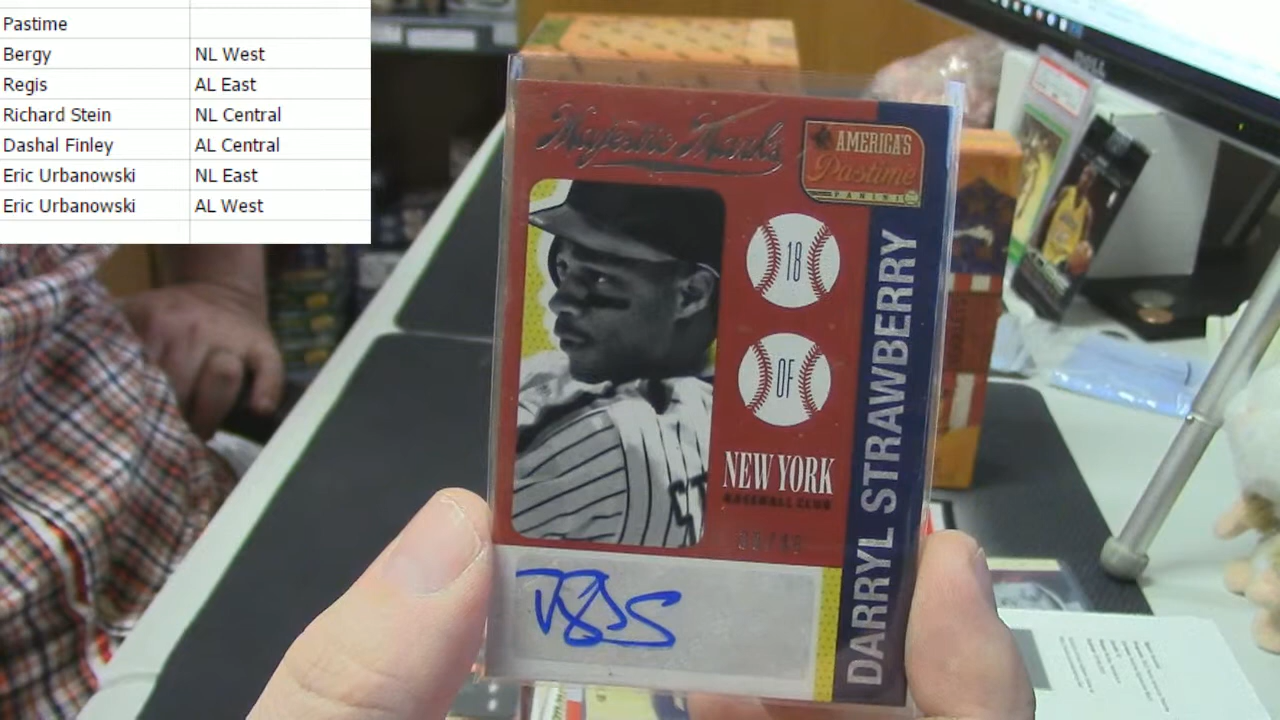 Pastime
Bergy NL West
Regis AL East
Richard Stein NL Central
Dashal Finley AL Central
Eric Urbanowski NL East
Eric Urbanowski AL West
Majestic Marks
AMERICA'S
Pastime
PANINI
18
OF
NEW YORK
BASEBALL CLUB
DARRYL STRAWBERRY
DELL